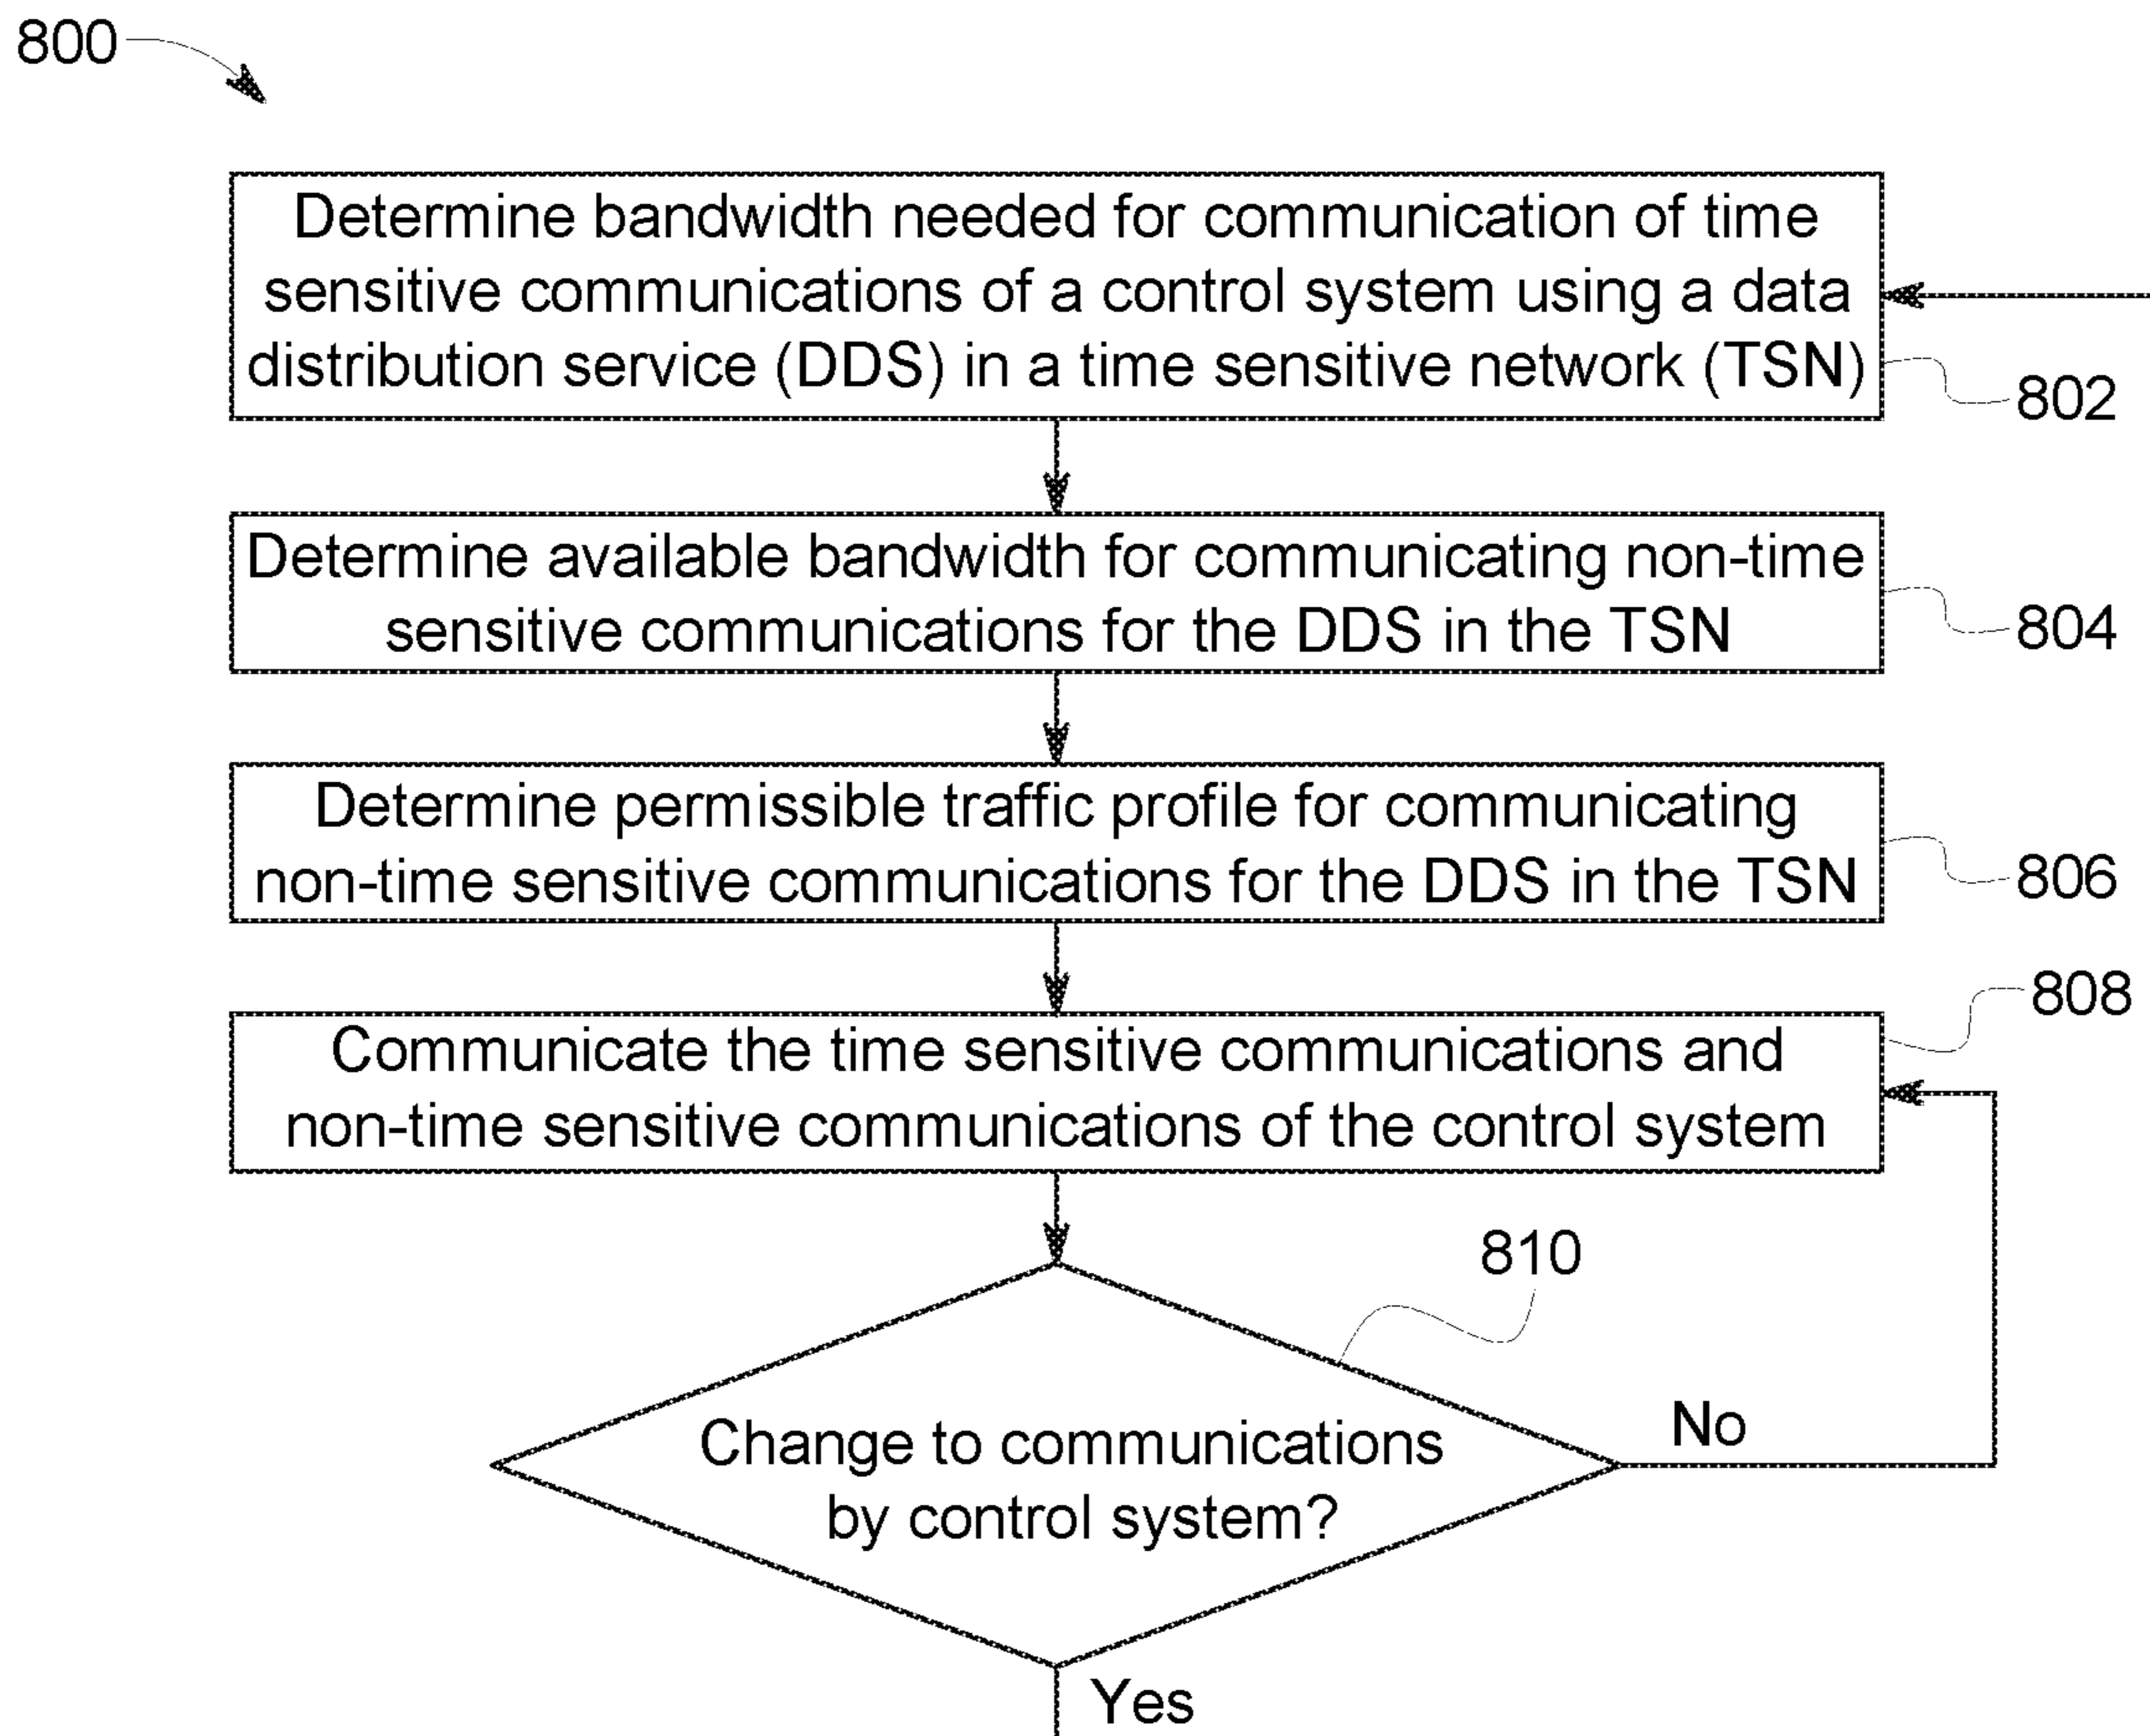 800
Determine bandwidth needed for communication of time
sensitive communications of a control system using a data
distribution service (DDS) in a time sensitive network (TSN)
802
Determine available bandwidth for communicating non-time
sensitive communications for the DDS in the TSN
804
Determine permissible traffic profile for communicating
non-time sensitive communications for the DDS in the TSN
806
808
Communicate the time sensitive communications and
non-time sensitive communications of the control system
810
Change to communications
by control system?
No
Yes